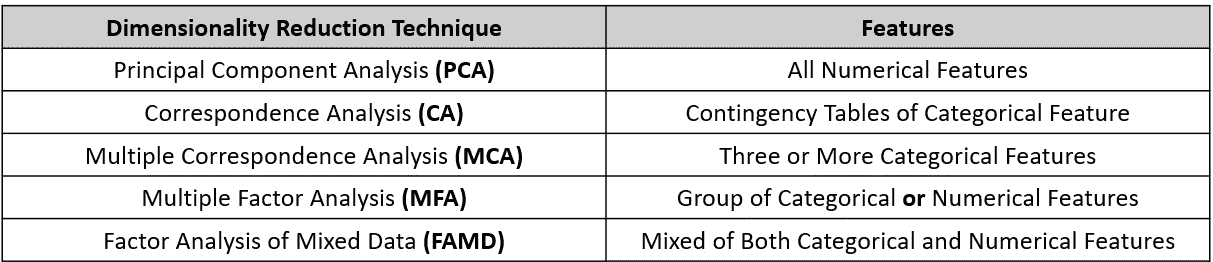 Dimensionality Reduction Technique Features
Principal Component Analysis (PCA) All Numerical Features
Correspondence Analysis (CA) Contingency Tables of Categorical Feature
Multiple Correspondence Analysis (MCA) Three or More Categorical Features
Multiple Factor Analysis (MFA) Group of Categorical or Numerical Features
Factor Analysis of Mixed Data (FAMD) Mixed of Both Categorical and Numerical Features